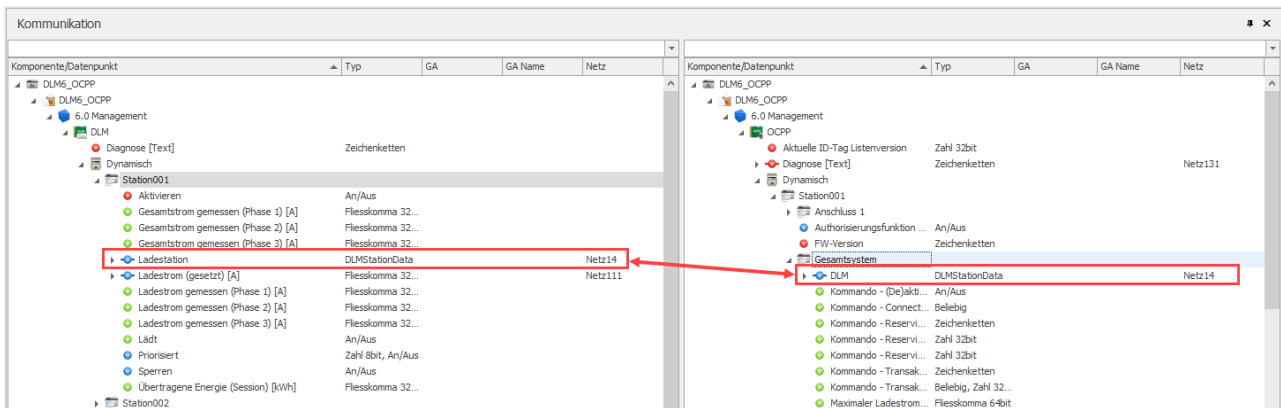 Kommunikation
Komponente/Datenpunkt Typ GA GA Name Netz
DLM6_OCPP
DLM6_OCPP
6.0 Management
DLM
Diagnose [Text] Zeichenketten
Dynamisch
Station001
Aktivieren An/Aus
Gesamtstrom gemessen (Phase 1) [A] Fliesskomma 32...
Gesamtstrom gemessen (Phase 2) [A] Fliesskomma 32...
Gesamtstrom gemessen (Phase 3) [A] Fliesskomma 32...
Ladestation DLMStationData Netz14
Ladestrom (gesetzt) [A] Fliesskomma 32... Netz111
Ladestrom gemessen (Phase 1) [A] Fliesskomma 32...
Ladestrom gemessen (Phase 2) [A] Fliesskomma 32...
Ladestrom gemessen (Phase 3) [A] Fliesskomma 32...
Lädt An/Aus
Priorisiert Zahl 8bit, An/Aus
Sperren An/Aus
Übertragene Energie (Session) [kWh] Fliesskomma 32...
Station002
Komponente/Datenpunkt Typ GA GA Name Netz
DLM6_OCPP
DLM6_OCPP
6.0 Management
OCPP
Aktuelle ID-Tag Listenversion Zahl 32bit
Diagnose [Text] Zeichenketten Netz131
Dynamisch
Station001
Anschluss 1
Authorisierungsfunktion ... An/Aus
FW-Version Zeichenketten
Gesamtsystem
DLM DLMStationData Netz14
Kommando - (De)akti... An/Aus
Kommando - Connect... Beliebig
Kommando - Reservi... Zeichenketten
Kommando - Reservi... Zahl 32bit
Kommando - Reservi... Zahl 32bit
Kommando - Transak... Zeichenketten
Kommando - Transak... Beliebig, Zahl 32...
Maximaler Ladestrom... Fliesskomma 64bit